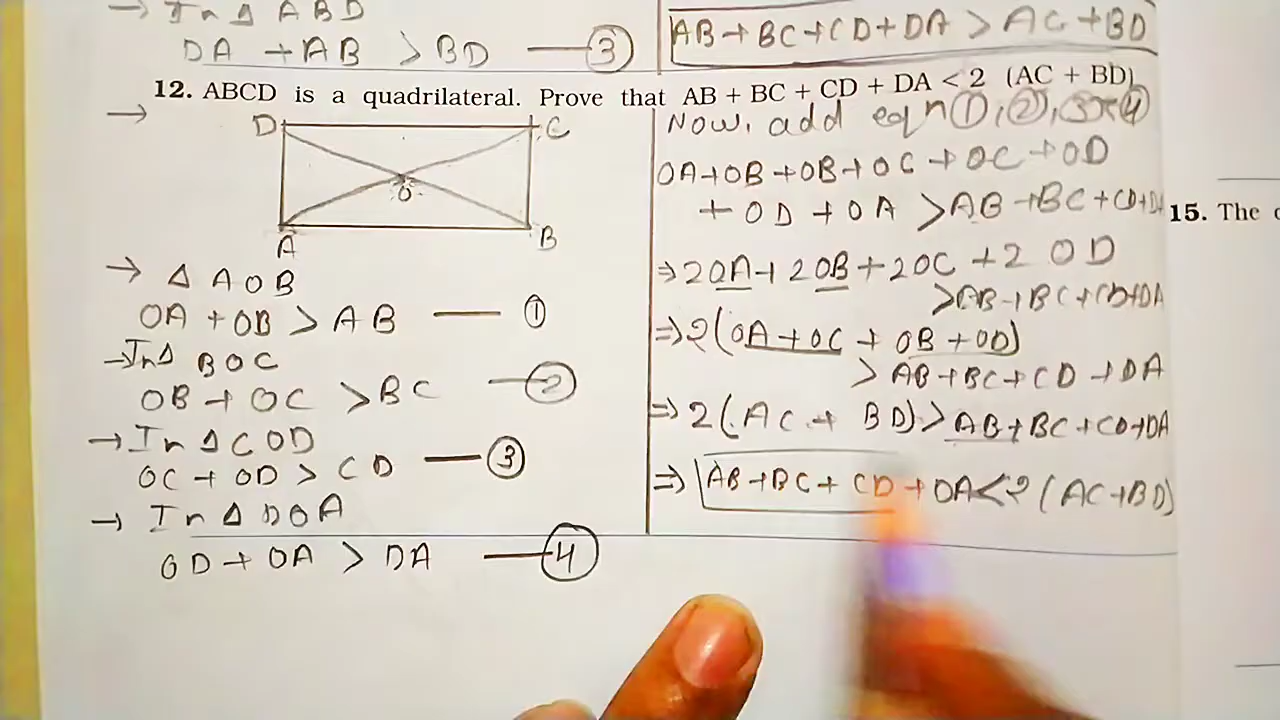 → In Δ ABD
DA + AB > BD — ③
AB + BC + CD + DA > AC + BD
12. ABCD is a quadrilateral. Prove that AB + BC + CD + DA < 2 (AC + BD)
→
D C
O
A B
→ Δ AOB
OA + OB > AB — ①
→ In Δ BOC
OB + OC > BC — ②
→ In Δ COD
OC + OD > CD — ③
→ In Δ DOA
OD + OA > DA — ④
Now, add eqn ①, ②, ③ & ④
OA + OB + OB + OC + OC + OD
+ OD + OA > AB + BC + CD + DA
⇒ 2OA + 2OB + 2OC + 2 OD
> AB + BC + CD + DA
⇒ 2(OA + OC + OB + OD)
> AB + BC + CD + DA
⇒ 2(AC + BD) > AB + BC + CD + DA
⇒ AB + BC + CD + DA < 2 (AC + BD)
15. The